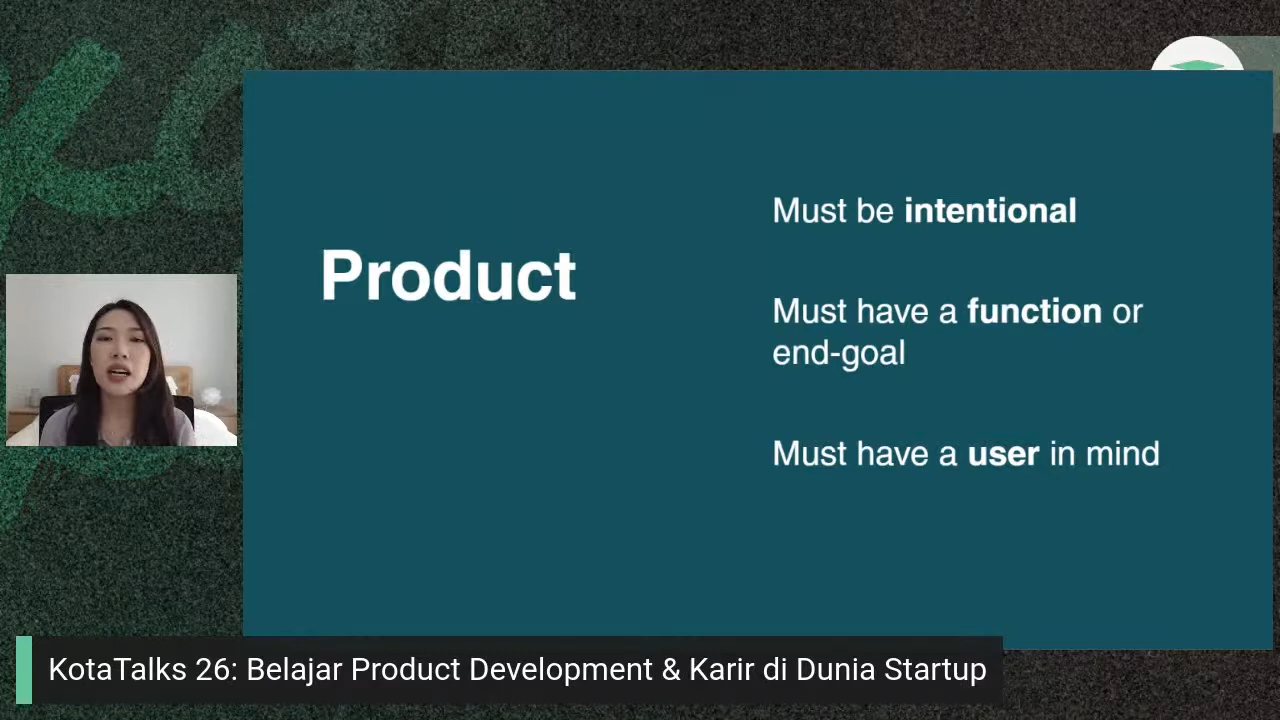 Product
Must be intentional
Must have a function or
end-goal
Must have a user in mind
KotaTalks 26: Belajar Product Development & Karir di Dunia Startup